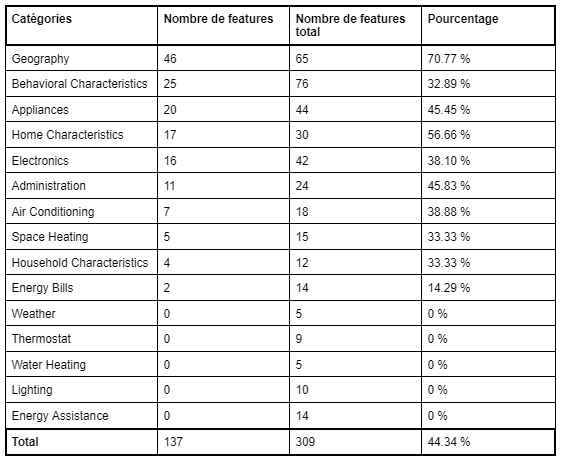 Catégories Nombre de features Nombre de features total Pourcentage
Geography 46 65 70.77 %
Behavioral Characteristics 25 76 32.89 %
Appliances 20 44 45.45 %
Home Characteristics 17 30 56.66 %
Electronics 16 42 38.10 %
Administration 11 24 45.83 %
Air Conditioning 7 18 38.88 %
Space Heating 5 15 33.33 %
Household Characteristics 4 12 33.33 %
Energy Bills 2 14 14.29 %
Weather 0 5 0 %
Thermostat 0 9 0 %
Water Heating 0 5 0 %
Lighting 0 10 0 %
Energy Assistance 0 14 0 %
Total 137 309 44.34 %